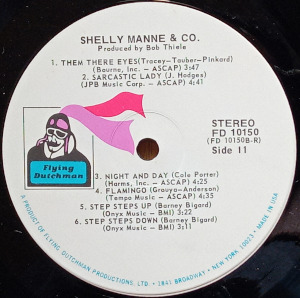 SHELLY MANNE & CO.
Produced by Bob Thiele
1. THEM THERE EYES (Tracey-Tauber-Pinkard)
(Bourne, Inc. - ASCAP) 3:47
2. SARCASTIC LADY (J. Hodges)
(JPB Music Corp. - ASCAP) 4:41
STEREO
FD 10150
(FD 10150B-R)
Side 11
Flying
Dutchman
3. NIGHT AND DAY (Cole Porter)
(Harms, Inc. - ASCAP) 4:25
4. FLAMINGO (Grouya-Anderson)
(Tempa Music - ASCAP) 4:35
5. STEP STEPS UP (Barney Bigard)
(Onyx Music - BMI) 3:22
6. STEP STEPS DOWN (Barney Bigard)
(Onyx Music - BMI) 3:11
A PRODUCT OF FLYING DUTCHMAN PRODUCTIONS LTD. • 1841 BROADWAY • NEW YORK 10023 • MADE IN USA